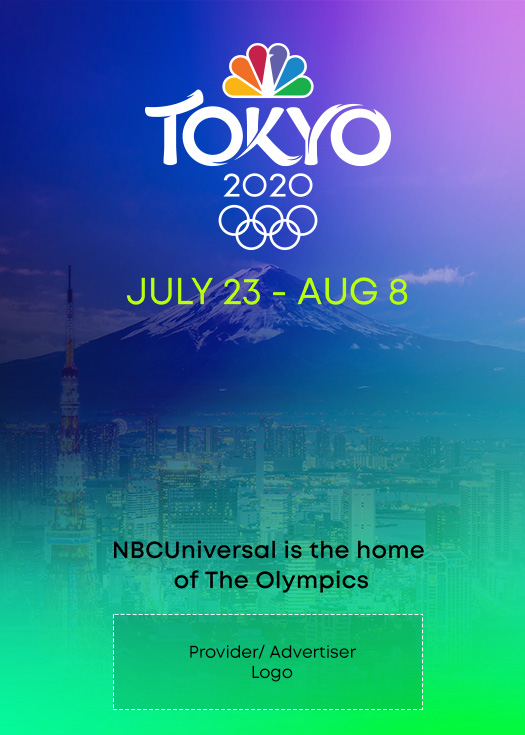 TOKYO
2020
JULY 23 - AUG 8
NBCUniversal is the home
of The Olympics
Provider/ Advertiser
Logo